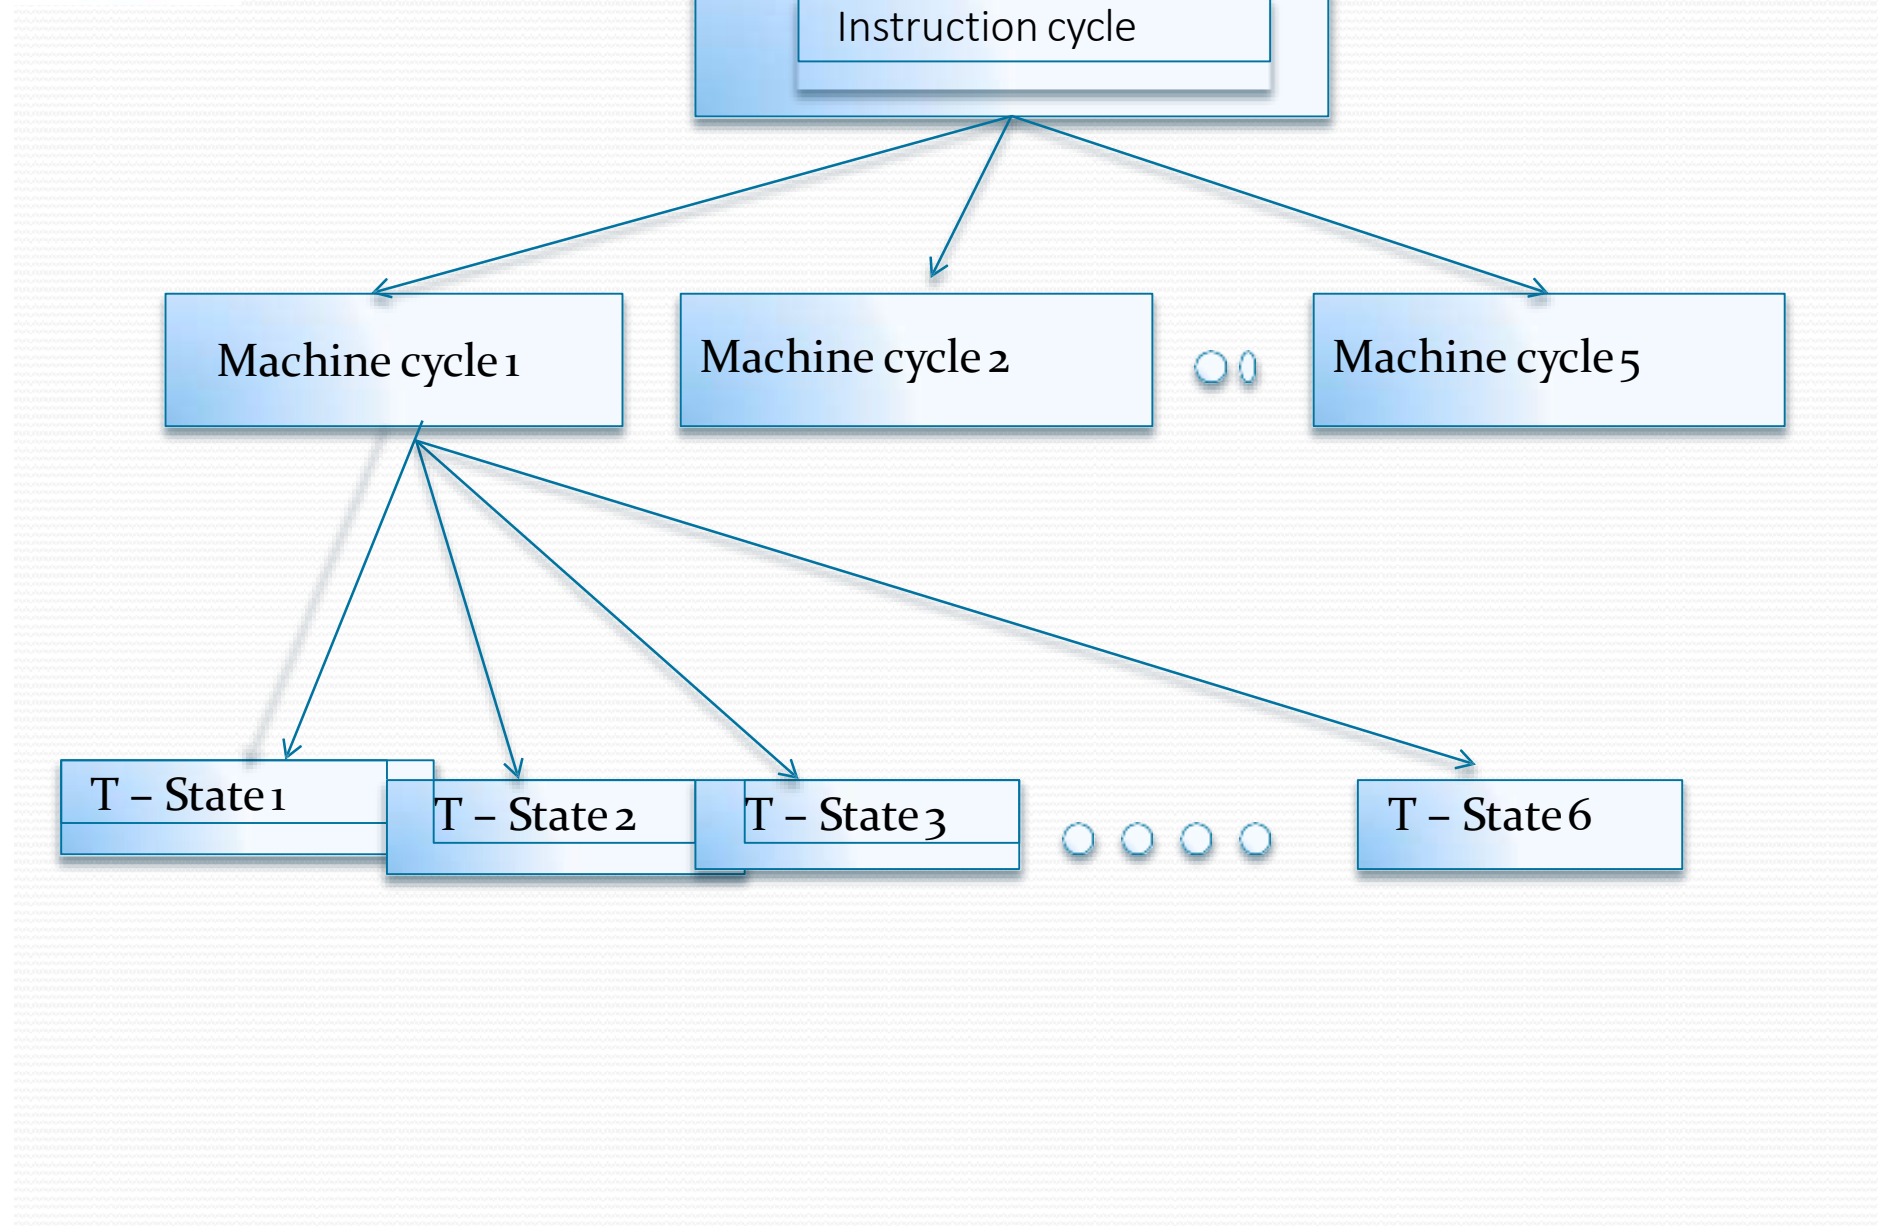 Instruction cycle
Machine cycle 1
Machine cycle 2
Machine cycle 5
T – State 1
T – State 2
T – State 3
T – State 6